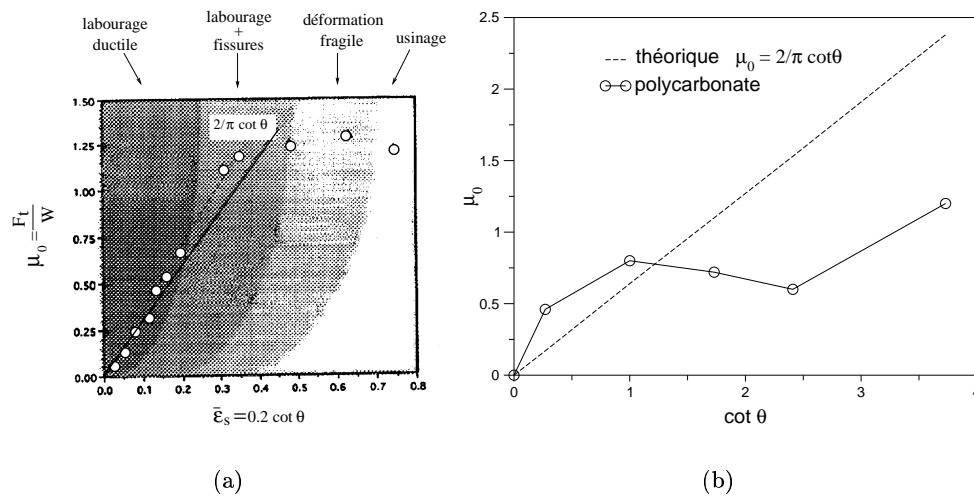 labourage
ductile
labourage
+
fissures
déformation
fragile
usinage
1.50
1.25
1.00
0.75
0.50
0.25
0.00
μ₀ = Ft/W
2/π cot θ
0.0 0.1 0.2 0.3 0.4 0.5 0.6 0.7 0.8
ε̄s = 0.2 cot θ
(a)
2.5
2
1.5
1
0.5
0
μ₀
théorique μ₀ = 2/π cotθ
polycarbonate
0 1 2 3 4
cot θ
(b)